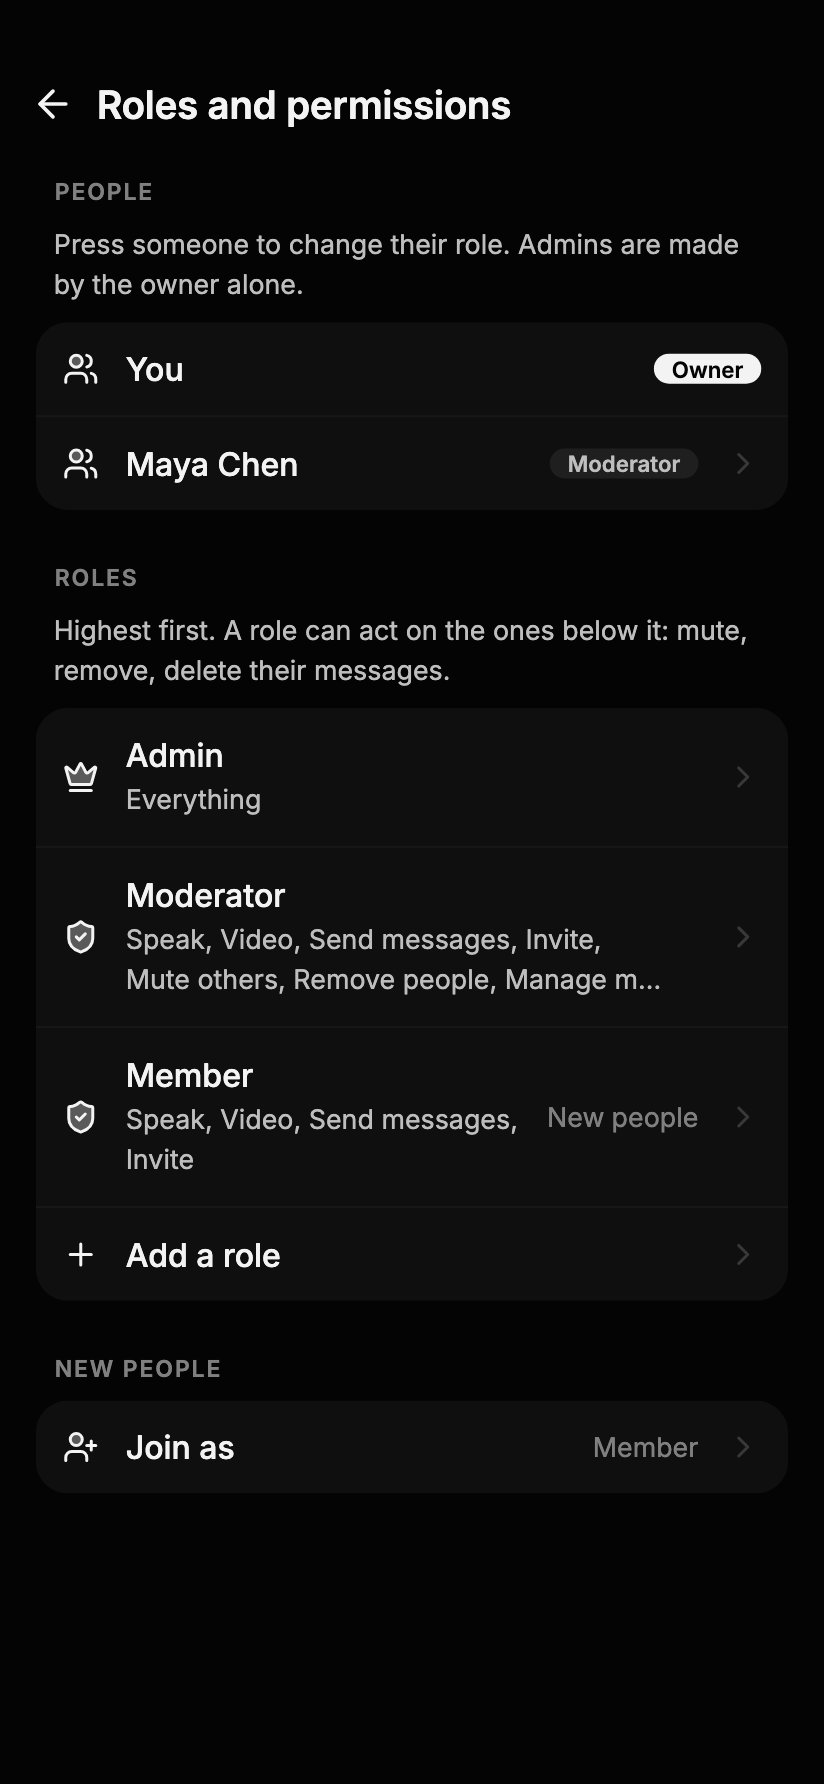 Roles and permissions
PEOPLE
Press someone to change their role. Admins are made
by the owner alone.
You
Owner
Maya Chen
Moderator
ROLES
Highest first. A role can act on the ones below it: mute,
remove, delete their messages.
Admin
Everything
Moderator
Speak, Video, Send messages, Invite,
Mute others, Remove people, Manage m...
Member
Speak, Video, Send messages,
Invite
New people
Add a role
NEW PEOPLE
Join as
Member